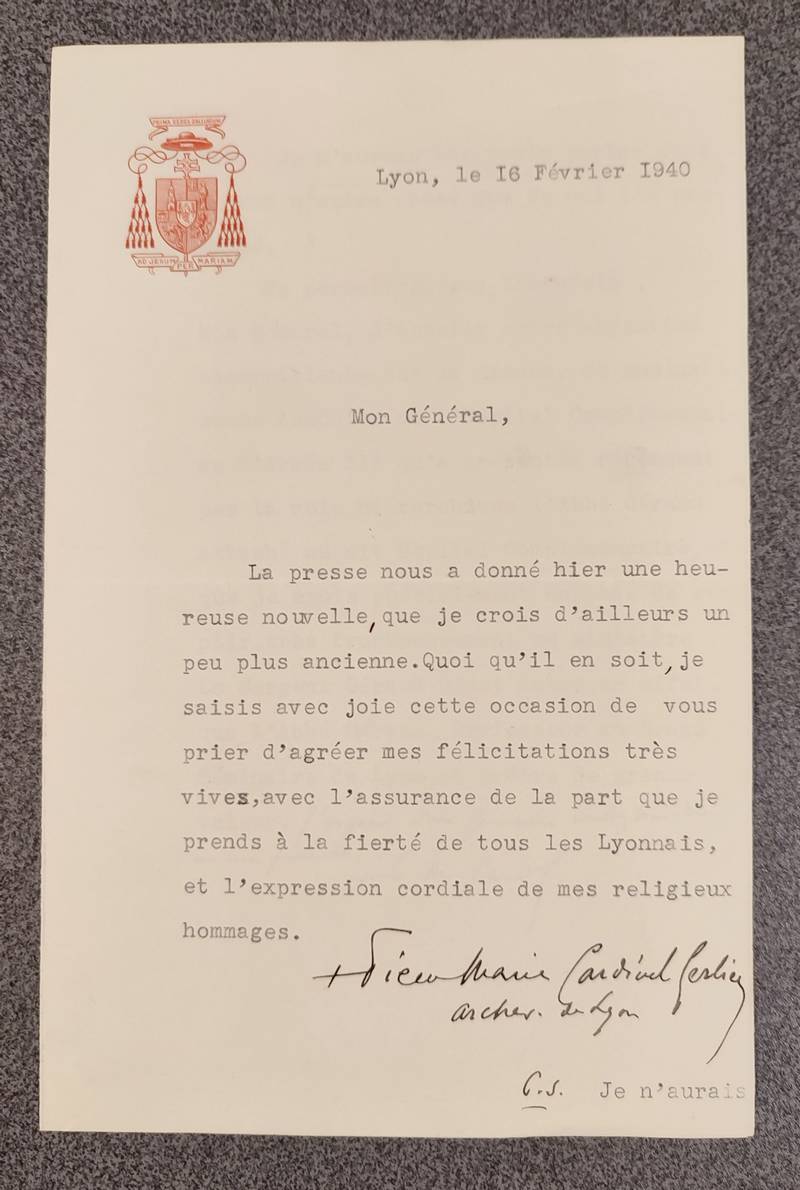 PRIMA SEDES GALLIARUM
AD JESUM PER MARIAM
Lyon, le I6 Février I940
Mon Général,
La presse nous a donné hier une heu-
reuse nouvelle, que je crois d'ailleurs un
peu plus ancienne.Quoi qu'il en soit, je
saisis avec joie cette occasion de vous
prier d'agréer mes félicitations très
vives,avec l'assurance de la part que je
prends à la fierté de tous les Lyonnais,
et l'expression cordiale de mes religieux
hommages.
+ Pierre Marie Cardinal Gerlier
archev. de Lyon
P.S. Je n'aurais